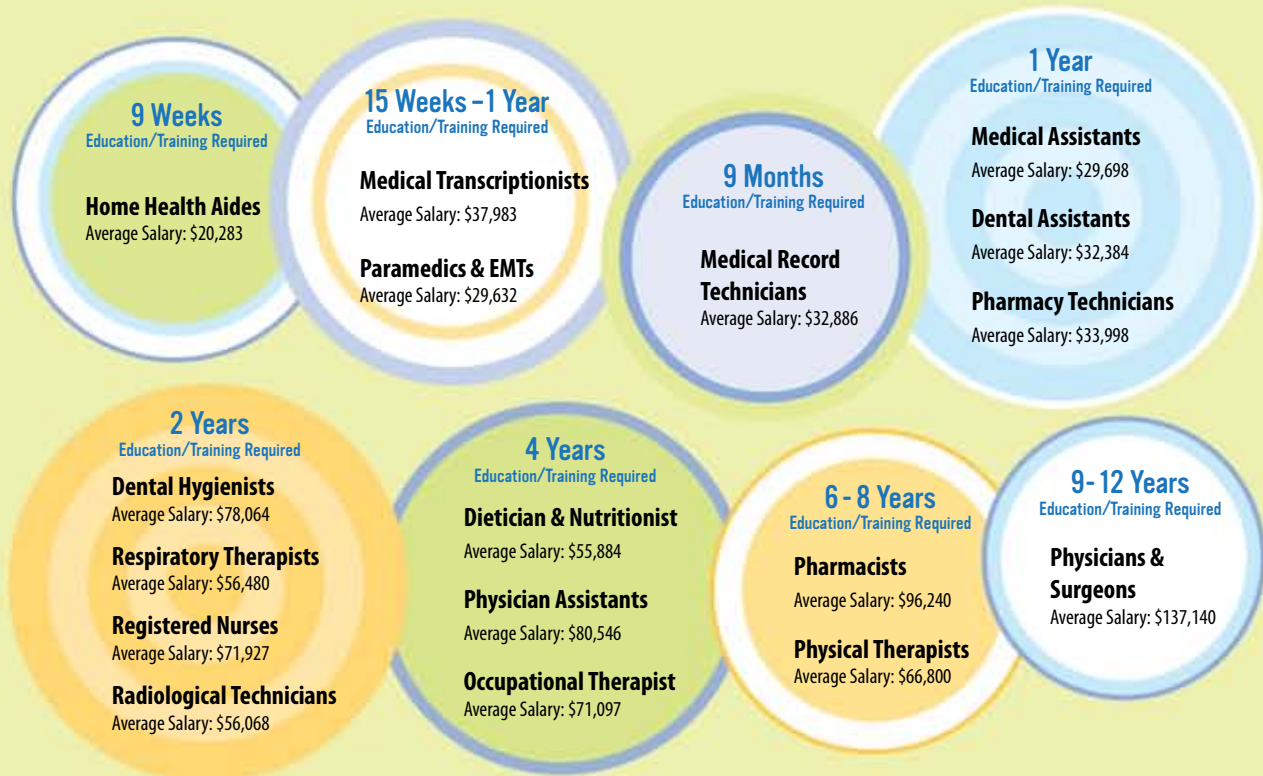 9 Weeks
Education/Training Required
Home Health Aides
Average Salary: $20,283
15 Weeks –1 Year
Education/Training Required
Medical Transcriptionists
Average Salary: $37,983
Paramedics & EMTs
Average Salary: $29,632
9 Months
Education/Training Required
Medical Record
Technicians
Average Salary: $32,886
1 Year
Education/Training Required
Medical Assistants
Average Salary: $29,698
Dental Assistants
Average Salary: $32,384
Pharmacy Technicians
Average Salary: $33,998
2 Years
Education/Training Required
Dental Hygienists
Average Salary: $78,064
Respiratory Therapists
Average Salary: $56,480
Registered Nurses
Average Salary: $71,927
Radiological Technicians
Average Salary: $56,068
4 Years
Education/Training Required
Dietician & Nutritionist
Average Salary: $55,884
Physician Assistants
Average Salary: $80,546
Occupational Therapist
Average Salary: $71,097
6 - 8 Years
Education/Training Required
Pharmacists
Average Salary: $96,240
Physical Therapists
Average Salary: $66,800
9- 12 Years
Education/Training Required
Physicians &
Surgeons
Average Salary: $137,140